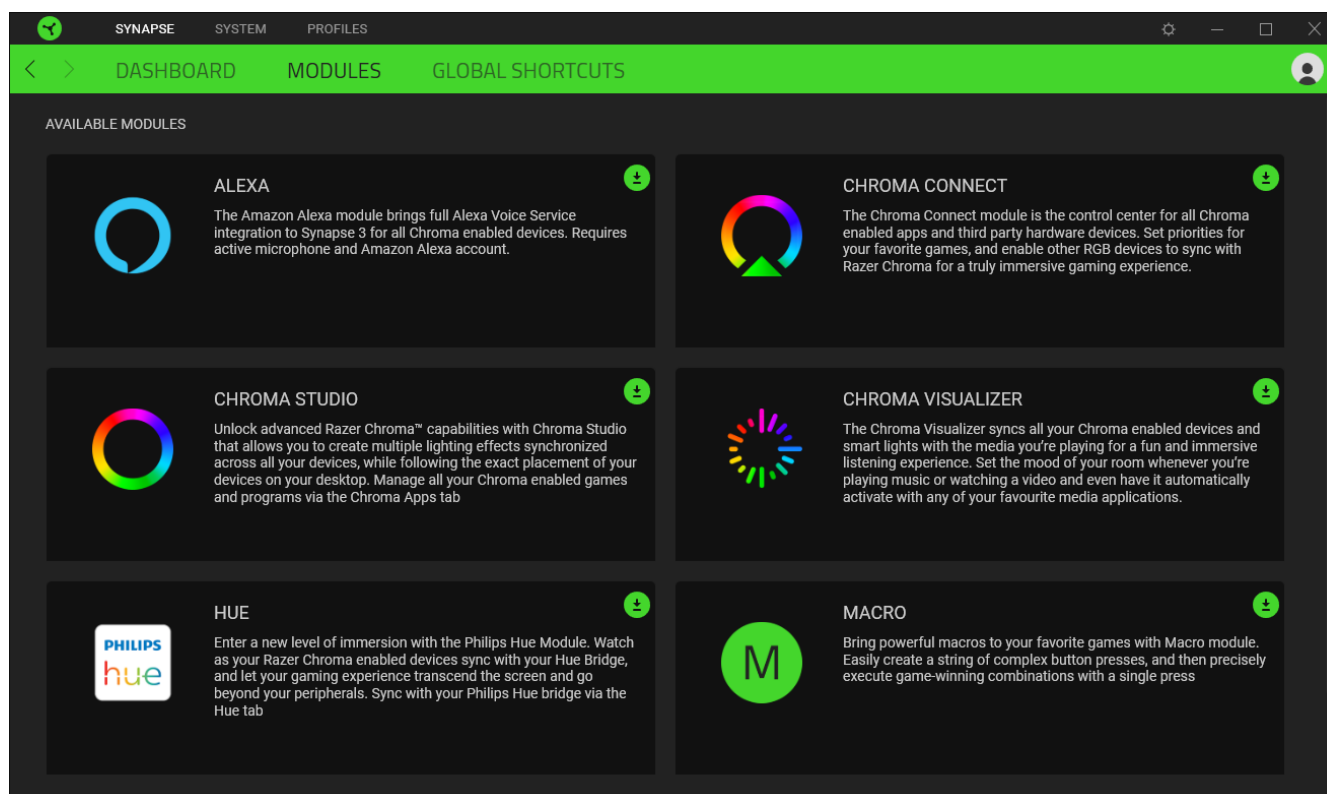 SYNAPSE SYSTEM PROFILES
DASHBOARD MODULES GLOBAL SHORTCUTS
AVAILABLE MODULES
ALEXA
The Amazon Alexa module brings full Alexa Voice Service
integration to Synapse 3 for all Chroma enabled devices. Requires
active microphone and Amazon Alexa account.
CHROMA CONNECT
The Chroma Connect module is the control center for all Chroma
enabled apps and third party hardware devices. Set priorities for
your favorite games, and enable other RGB devices to sync with
Razer Chroma for a truly immersive gaming experience.
CHROMA STUDIO
Unlock advanced Razer Chroma™ capabilities with Chroma Studio
that allows you to create multiple lighting effects synchronized
across all your devices, while following the exact placement of your
devices on your desktop. Manage all your Chroma enabled games
and programs via the Chroma Apps tab
CHROMA VISUALIZER
The Chroma Visualizer syncs all your Chroma enabled devices and
smart lights with the media you're playing for a fun and immersive
listening experience. Set the mood of your room whenever you're
playing music or watching a video and even have it automatically
activate with any of your favourite media applications.
PHILIPS
hue
HUE
Enter a new level of immersion with the Philips Hue Module. Watch
as your Razer Chroma enabled devices sync with your Hue Bridge,
and let your gaming experience transcend the screen and go
beyond your peripherals. Sync with your Philips Hue bridge via the
Hue tab
M
MACRO
Bring powerful macros to your favorite games with Macro module.
Easily create a string of complex button presses, and then precisely
execute game-winning combinations with a single press